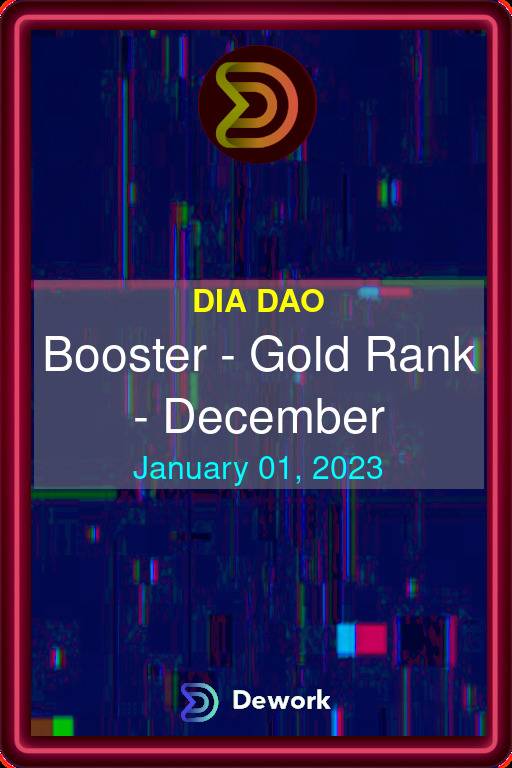 DIA DAO
Booster - Gold Rank
- December
January 01, 2023
Dework